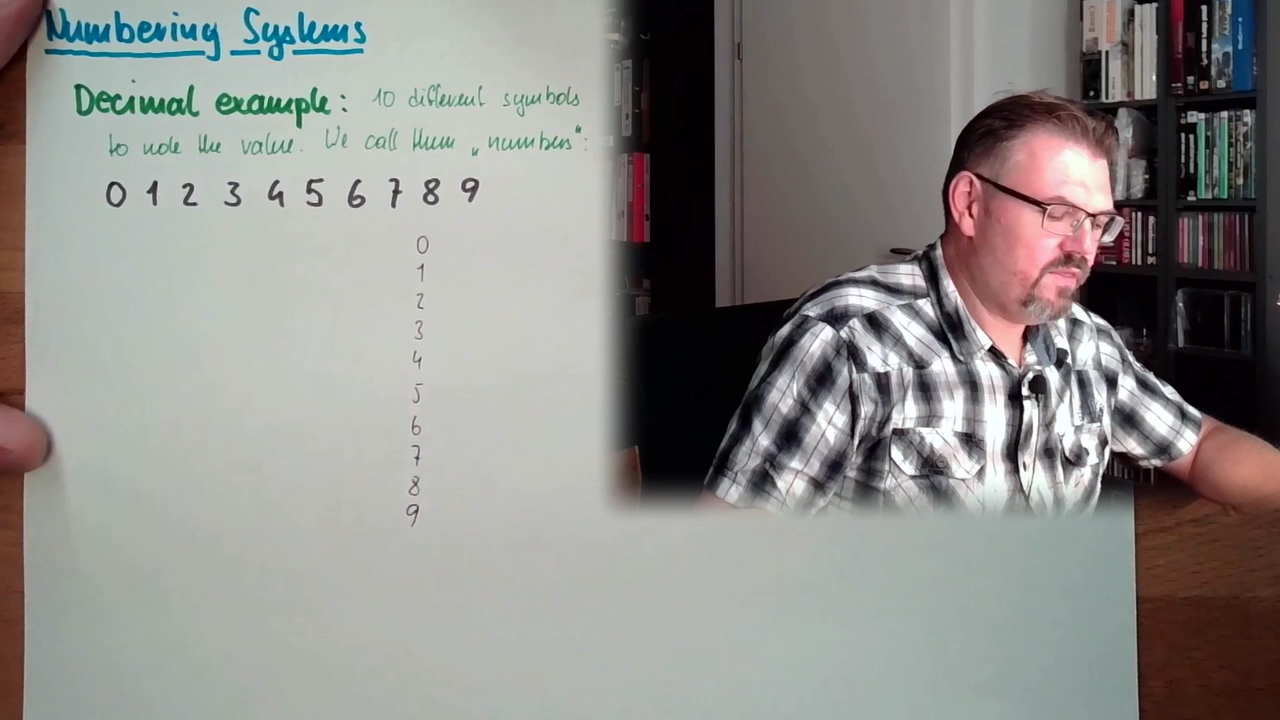 Numbering Systems
Decimal example: 10 different symbols
to note the value. We call them „numbers":
0 1 2 3 4 5 6 7 8 9
0
1
2
3
4
5
6
7
8
9